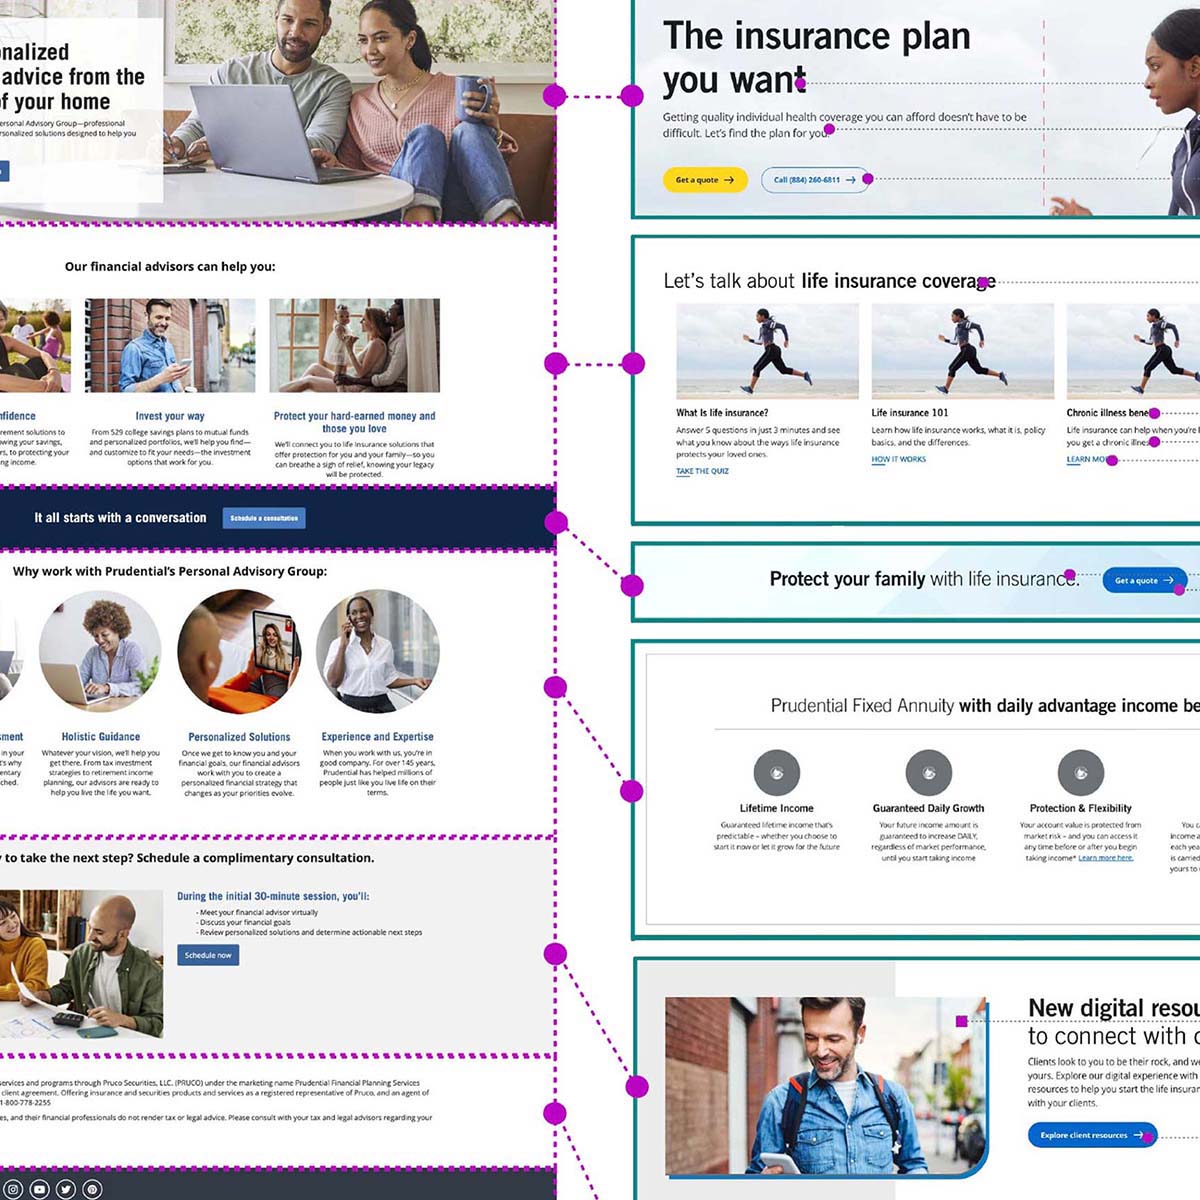 onalized
advice from the
of your home
ersonal Advisory Group—professional
rsonalized solutions designed to help you
Our financial advisors can help you:
nfidence
rement solutions to
owing your savings,
rs, to protecting your
ng income.
Invest your way
From 529 college savings plans to mutual funds
and personalized portfolios, we'll help you find—
and customize to fit your needs—the investment
options that work for you.
Protect your hard-earned money and
those you love
We'll connect you to life insurance solutions that
offer protection for you and your family—so you
can breathe a sigh of relief, knowing your legacy
will be protected.
It all starts with a conversation
Schedule a consultation
Why work with Prudential's Personal Advisory Group:
sment
in your
t's why
entary
ched.
Holistic Guidance
Whatever your vision, we'll help you
get there. From tax investment
strategies to retirement income
planning, our advisors are ready to
help you live the life you want.
Personalized Solutions
Once we get to know you and your
financial goals, our financial advisors
work with you to create a
personalized financial strategy that
changes as your priorities evolve.
Experience and Expertise
When you work with us, you're in
good company. For over 145 years,
Prudential has helped millions of
people just like you live life on their
terms.
y to take the next step? Schedule a complimentary consultation.
During the initial 30-minute session, you'll:
- Meet your financial advisor virtually
- Discuss your financial goals
- Review personalized solutions and determine actionable next steps
Schedule now
services and programs through Pruco Securities, LLC. (PRUCO) under the marketing name Prudential Financial Planning Services
client agreement. Offering insurance and securities products and services as a registered representative of Pruco, and an agent of
1-800-778-2255
es, and their financial professionals do not render tax or legal advice. Please consult with your tax and legal advisors regarding your
The insurance plan
you want
Getting quality individual health coverage you can afford doesn't have to be
difficult. Let's find the plan for you.
Get a quote
Call (884) 260-6811
Let's talk about life insurance coverage
What Is life insurance?
Answer 5 questions in just 3 minutes and see
what you know about the ways life insurance
protects your loved ones.
TAKE THE QUIZ
Life insurance 101
Learn how life insurance works, what it is, policy
basics, and the differences.
HOW IT WORKS
Chronic illness bene
Life insurance can help when you're l
you get a chronic illnes
LEARN MO
Protect your family with life insurance.
Get a quote
Prudential Fixed Annuity with daily advantage income be
Lifetime Income
Guaranteed lifetime income that's
predictable – whether you choose to
start it now or let it grow for the future
Guaranteed Daily Growth
Your future income amount is
guaranteed to increase DAILY,
regardless of market performance,
until you start taking income
Protection & Flexibility
Your account value is protected from
market risk – and you can access it
any time before or after you begin
taking income* Learn more here.
You c
income a
each yea
is carried
yours to
New digital resou
to connect with c
Clients look to you to be their rock, and we
yours. Explore our digital experience with
resources to help you start the life insuran
with your clients.
Explore client resources